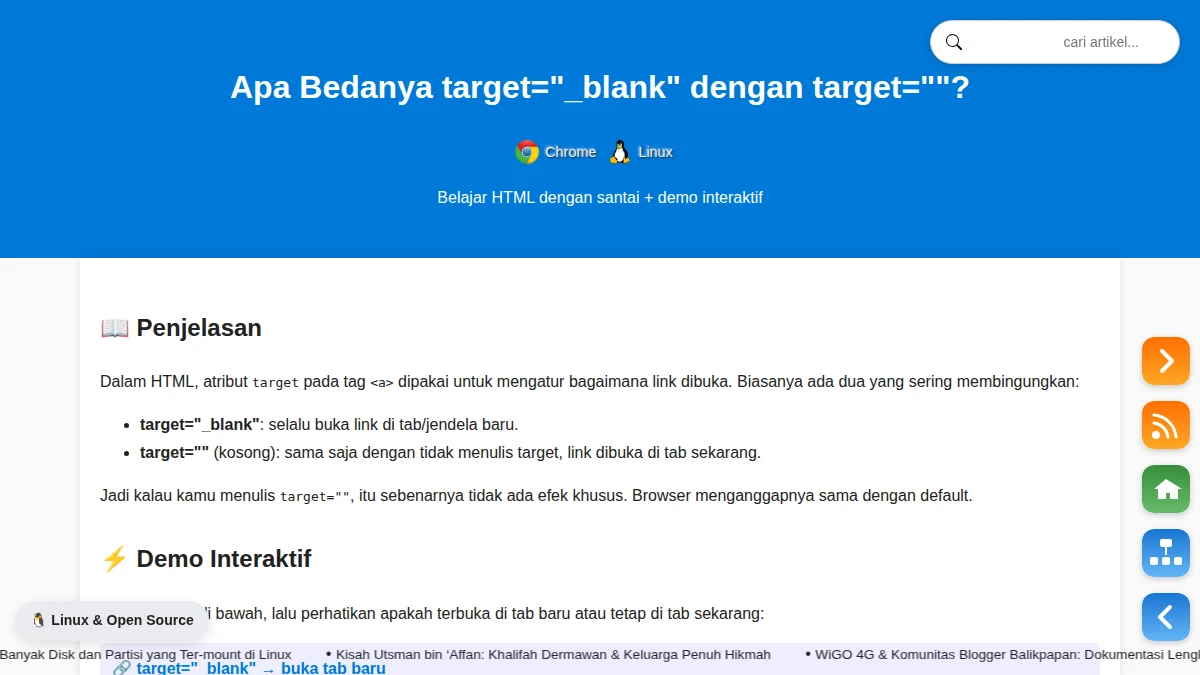 cari artikel...
Apa Bedanya target="_blank" dengan target=""?
Chrome Linux
Belajar HTML dengan santai + demo interaktif
📖 Penjelasan
Dalam HTML, atribut target pada tag <a> dipakai untuk mengatur bagaimana link dibuka. Biasanya ada dua yang sering membingungkan:
• target="_blank": selalu buka link di tab/jendela baru.
• target="" (kosong): sama saja dengan tidak menulis target, link dibuka di tab sekarang.
Jadi kalau kamu menulis target="", itu sebenarnya tidak ada efek khusus. Browser menganggapnya sama dengan default.
⚡ Demo Interaktif
bawah, lalu perhatikan apakah terbuka di tab baru atau tetap di tab sekarang:
🐧 Linux & Open Source
Banyak Disk dan Partisi yang Ter-mount di Linux • Kisah Utsman bin ‘Affan: Khalifah Dermawan & Keluarga Penuh Hikmah • WiGO 4G & Komunitas Blogger Balikpapan: Dokumentasi
🔗 target="_blank" → buka tab baru